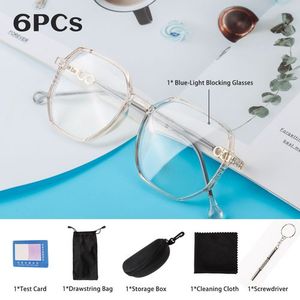 6PCs
FOREVER
1* Blue-Light Blocking Glasses
1*Test Card
1*Drawstring Bag
1*Storage Box
1*Cleaning Cloth
1*Screwdriver